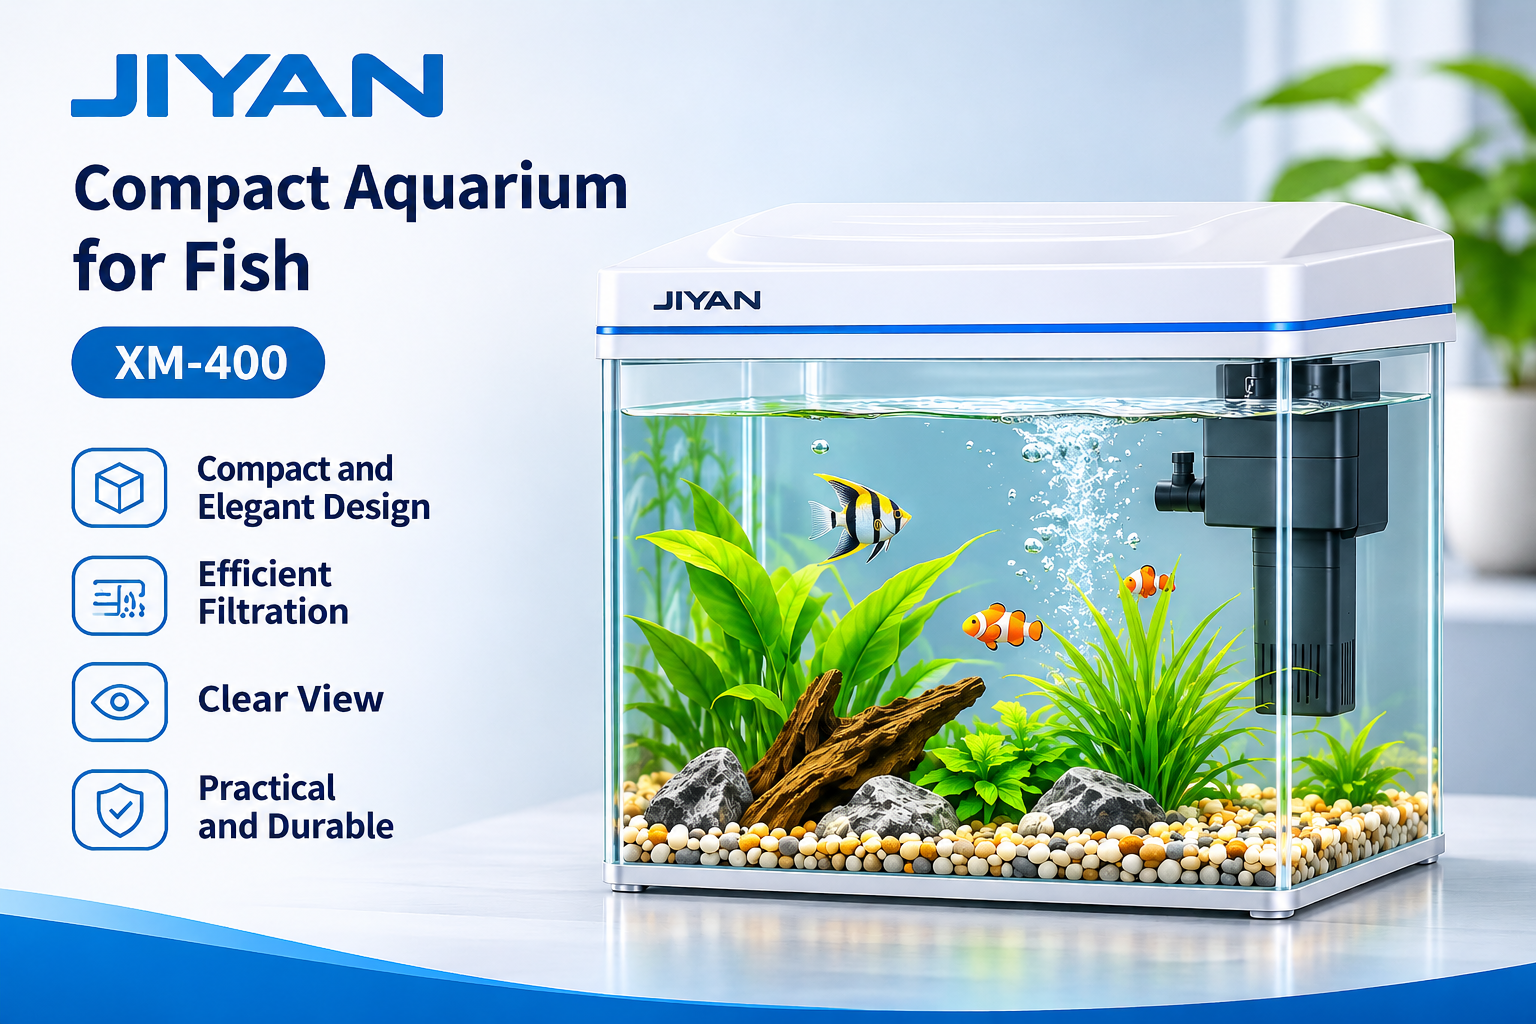 JIYAN
Compact Aquarium
for Fish
XM-400
Compact and
Elegant Design
Efficient
Filtration
Clear View
Practical
and Durable
JIYAN